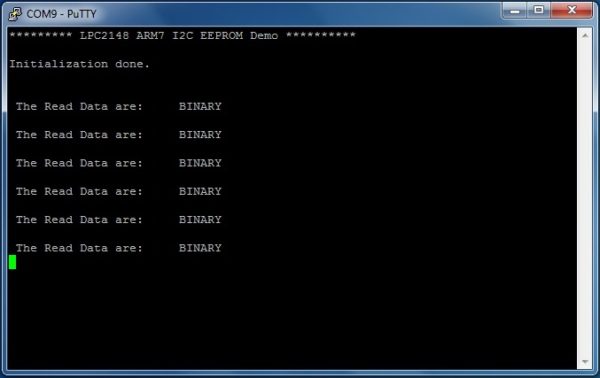 COM9 - PuTTY
********* LPC2148 ARM7 I2C EEPROM Demo **********
Initialization done.
The Read Data are:     BINARY
The Read Data are:     BINARY
The Read Data are:     BINARY
The Read Data are:     BINARY
The Read Data are:     BINARY
The Read Data are:     BINARY